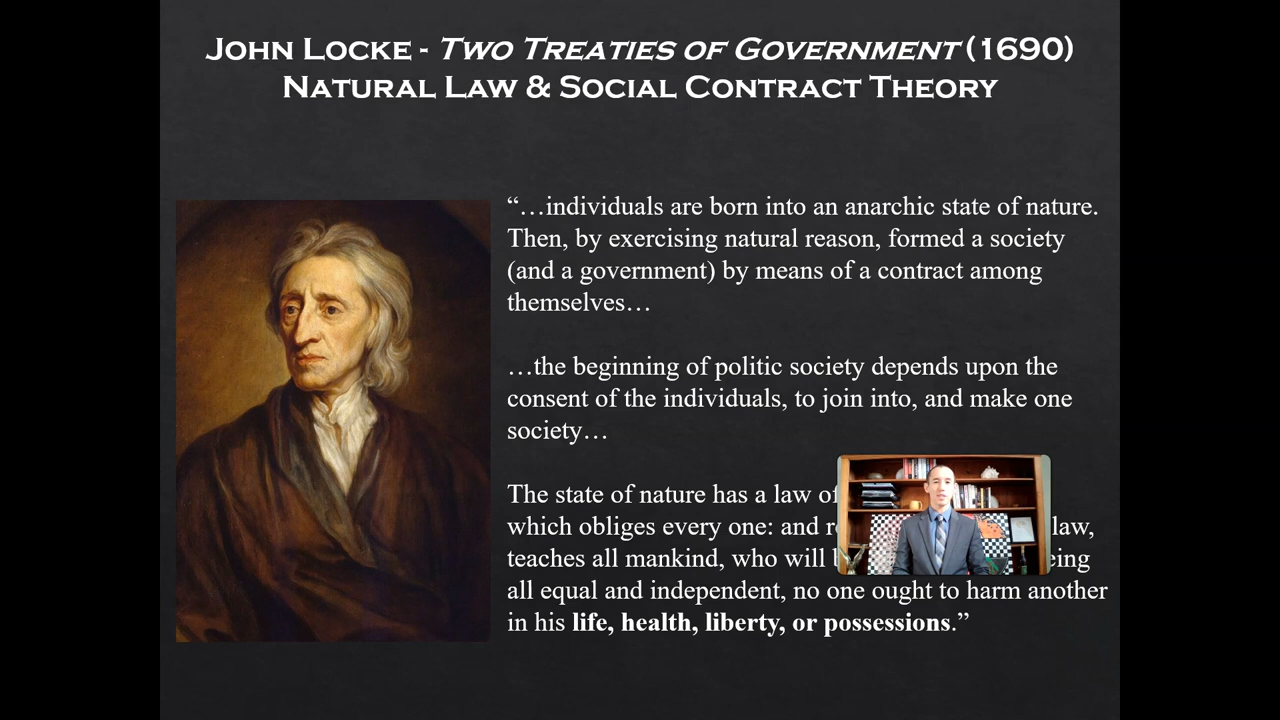 John Locke - Two Treaties of Government (1690)
Natural Law & Social Contract Theory
“…individuals are born into an anarchic state of nature.
Then, by exercising natural reason, formed a society
(and a government) by means of a contract among
themselves…
…the beginning of politic society depends upon the
consent of the individuals, to join into, and make one
society…
The state of nature has a law of
which obliges every one: and law,
teaches all mankind, who will
all equal and independent, no one ought to harm another
in his life, health, liberty, or possessions.”